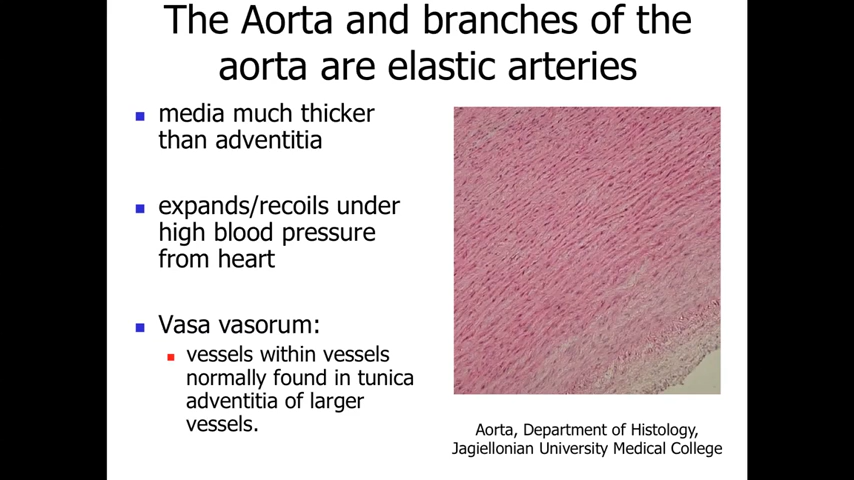 The Aorta and branches of the
aorta are elastic arteries
media much thicker
than adventitia
expands/recoils under
high blood pressure
from heart
Vasa vasorum:
vessels within vessels
normally found in tunica
adventitia of larger
vessels.
Aorta, Department of Histology,
Jagiellonian University Medical College